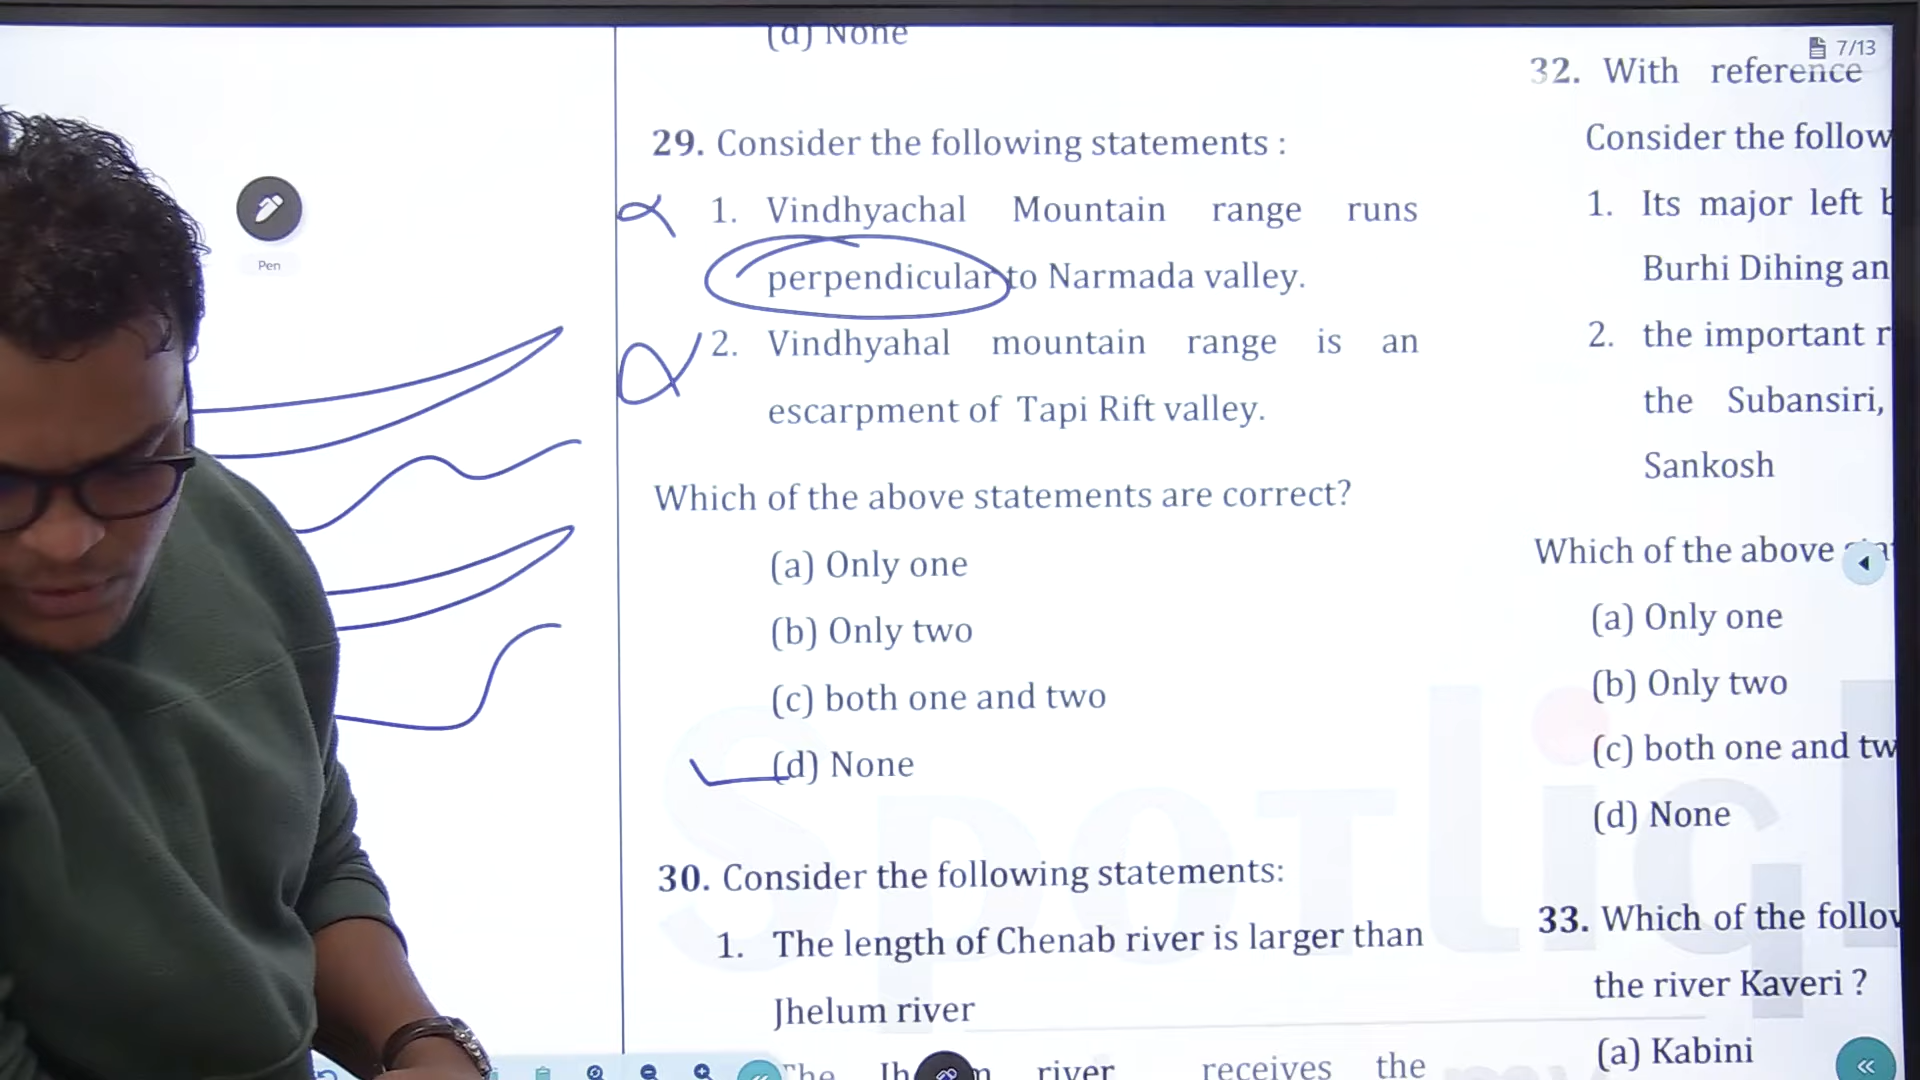 (d) None
29. Consider the following statements :
1. Vindhyachal Mountain range runs
perpendicular to Narmada valley.
2. Vindhyahal mountain range is an
escarpment of Tapi Rift valley.
Which of the above statements are correct?
(a) Only one
(b) Only two
(c) both one and two
(d) None
30. Consider the following statements:
1. The length of Chenab river is larger than
Jhelum river
The river receives the
7/13
32. With reference
Consider the follow
1. Its major left b
Burhi Dihing an
2. the important r
the Subansiri,
Sankosh
Which of the above
(a) Only one
(b) Only two
(c) both one and tw
(d) None
33. Which of the follov
the river Kaveri ?
(a) Kabini
Pen